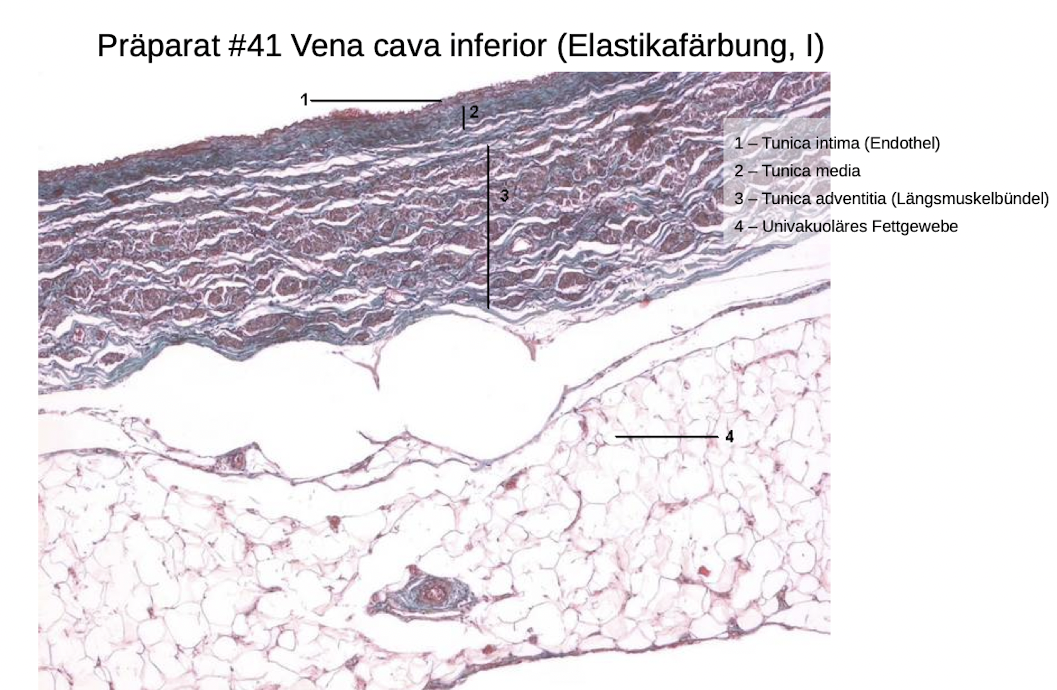 Präparat #41 Vena cava inferior (Elastikafärbung, I)
1
2
3
1 – Tunica intima (Endothel)
2 – Tunica media
3 – Tunica adventitia (Längsmuskelbündel)
4 – Univakuoläres Fettgewebe
4